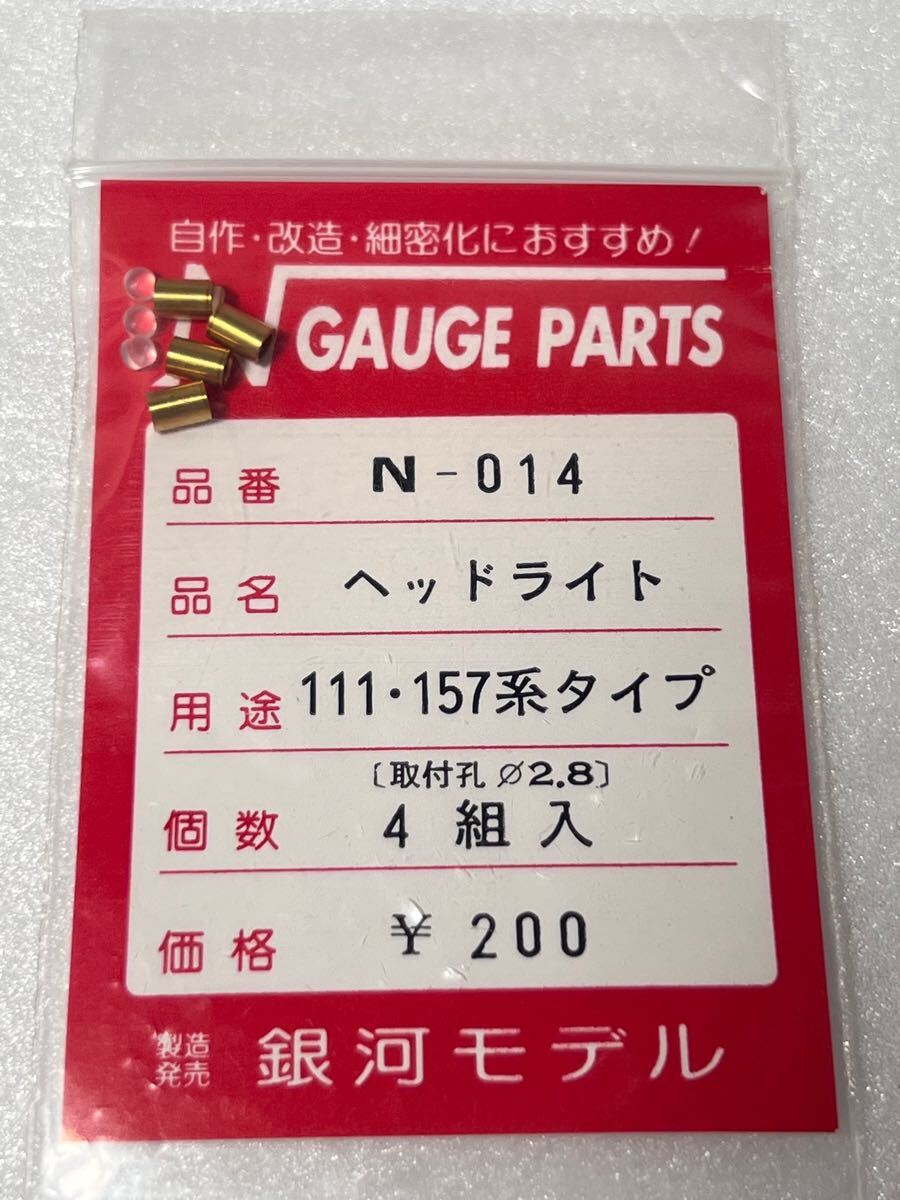 自作・改造・細密化におすすめ！
N GAUGE PARTS
品番 N-014
品名 ヘッドライト
用途 111・157系タイプ
〔取付孔 ∅2.8〕
個数 4組入
価格 ¥200
製造発売 銀河モデル